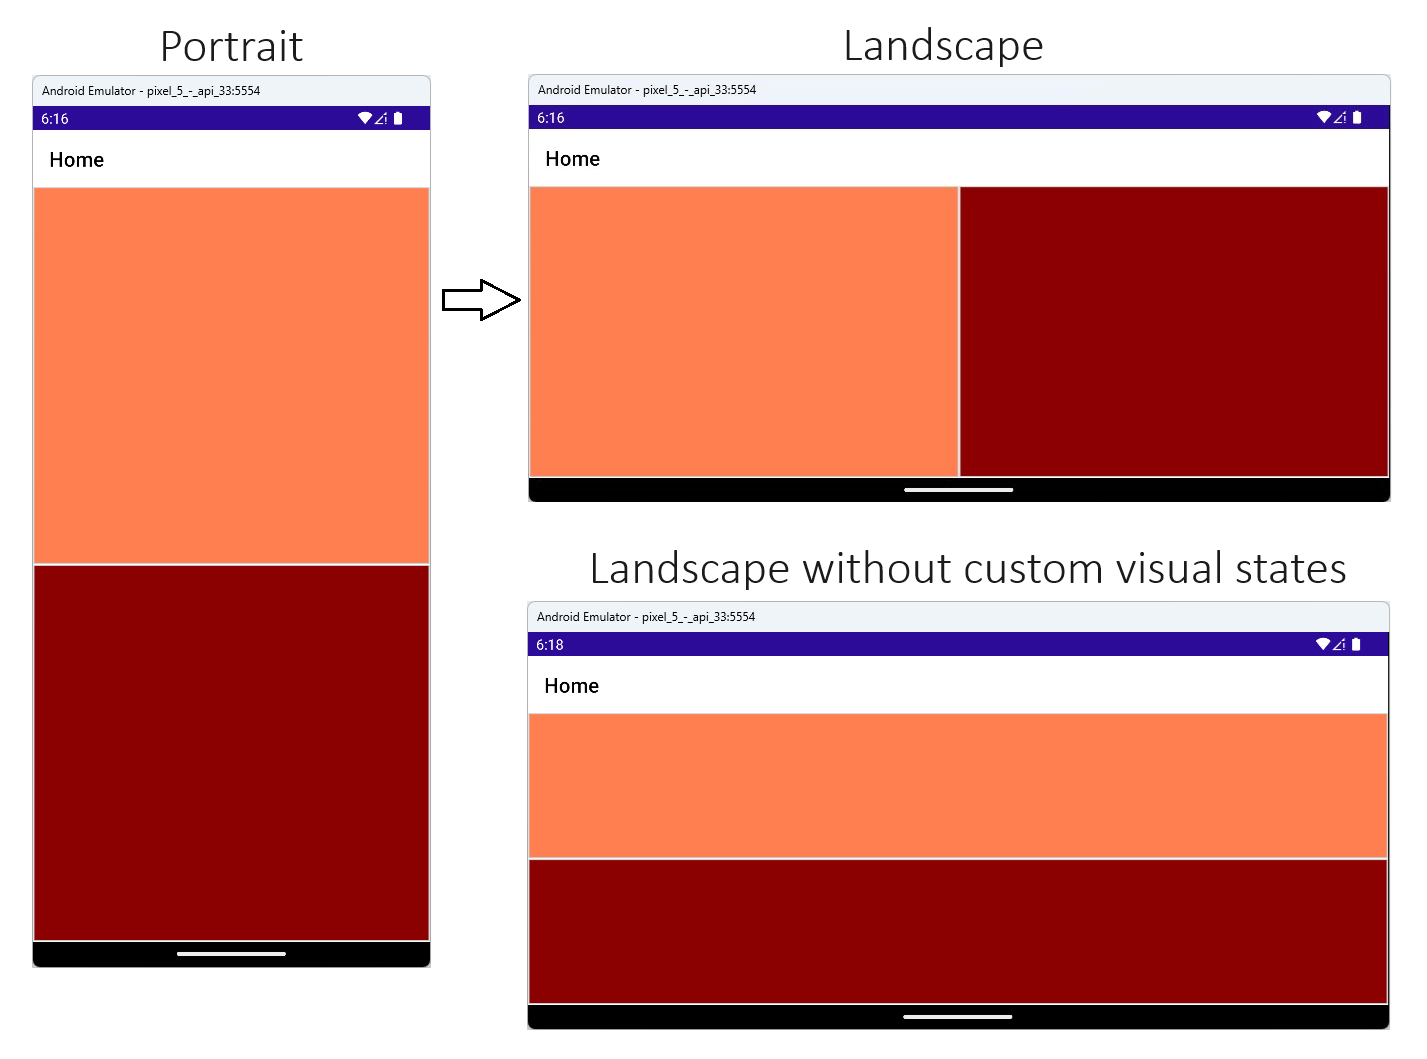 Portrait
Android Emulator - pixel_5_-_api_33:5554
6:16
Home
Landscape
Android Emulator - pixel_5_-_api_33:5554
6:16
Home
Landscape without custom visual states
Android Emulator - pixel_5_-_api_33:5554
6:18
Home